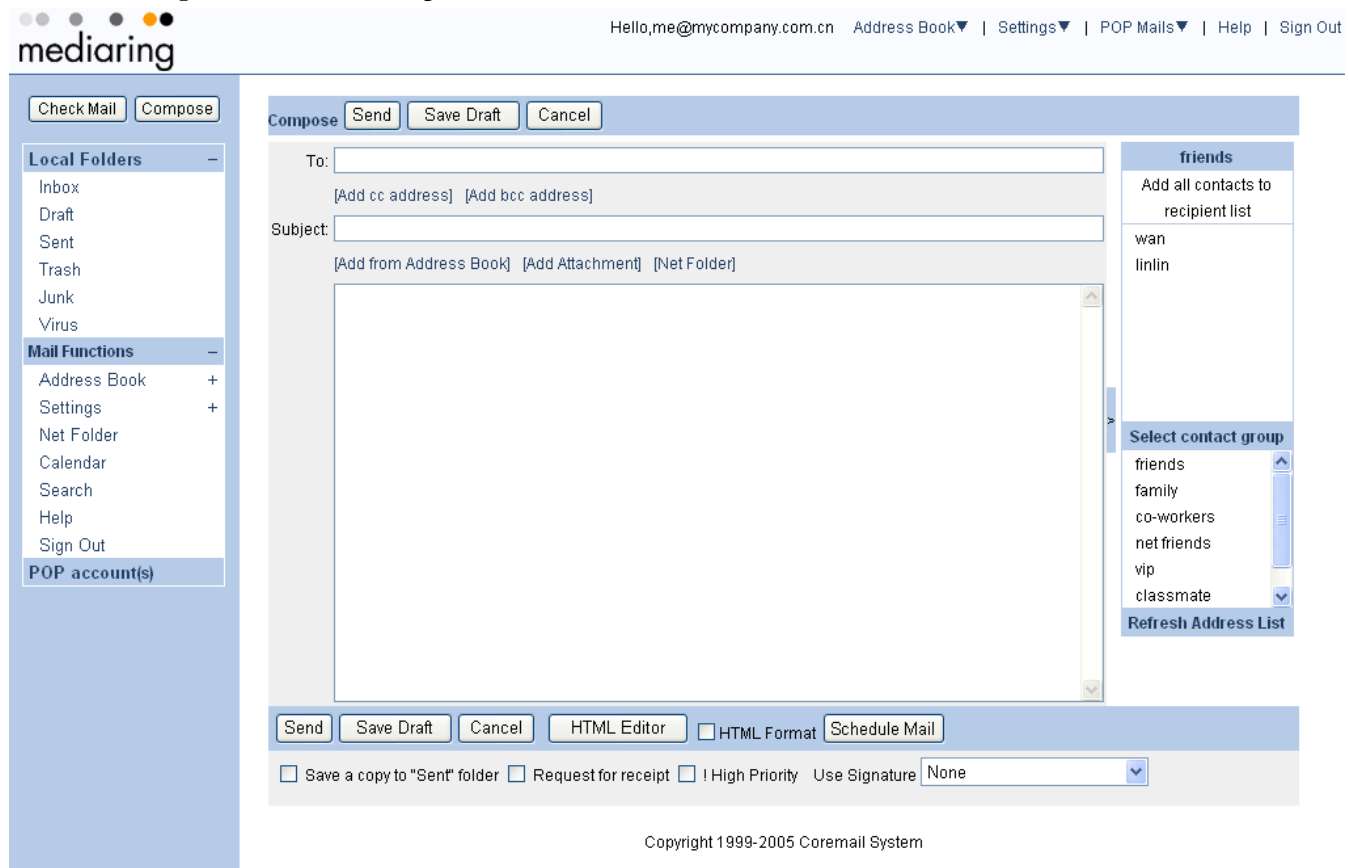 mediaring
Hello,me@mycompany.com.cn Address Book▼ | Settings▼ | POP Mails▼ | Help | Sign Out
Check Mail Compose
Local Folders –
Inbox
Draft
Sent
Trash
Junk
Virus
Mail Functions –
Address Book +
Settings +
Net Folder
Calendar
Search
Help
Sign Out
POP account(s)
Compose Send Save Draft Cancel
To:
[Add cc address] [Add bcc address]
Subject:
[Add from Address Book] [Add Attachment] [Net Folder]
>
friends
Add all contacts to
recipient list
wan
linlin
Select contact group
friends
family
co-workers
net friends
vip
classmate
Refresh Address List
Send Save Draft Cancel HTML Editor HTML Format Schedule Mail
Save a copy to "Sent" folder Request for receipt ! High Priority Use Signature None
Copyright 1999-2005 Coremail System